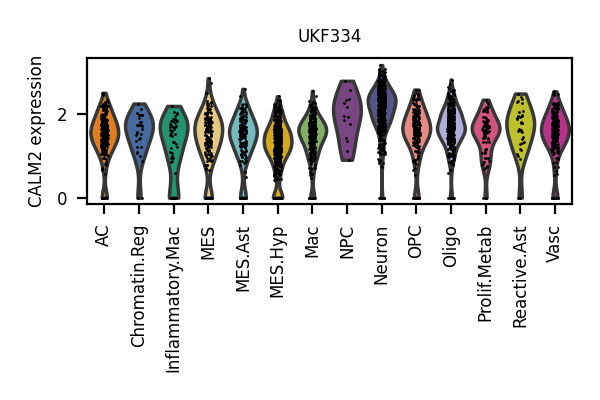 UKF334
CALM2 expression
2
0
AC
Chromatin.Reg
Inflammatory.Mac
MES
MES.Ast
MES.Hyp
Mac
NPC
Neuron
OPC
Oligo
Prolif.Metab
Reactive.Ast
Vasc